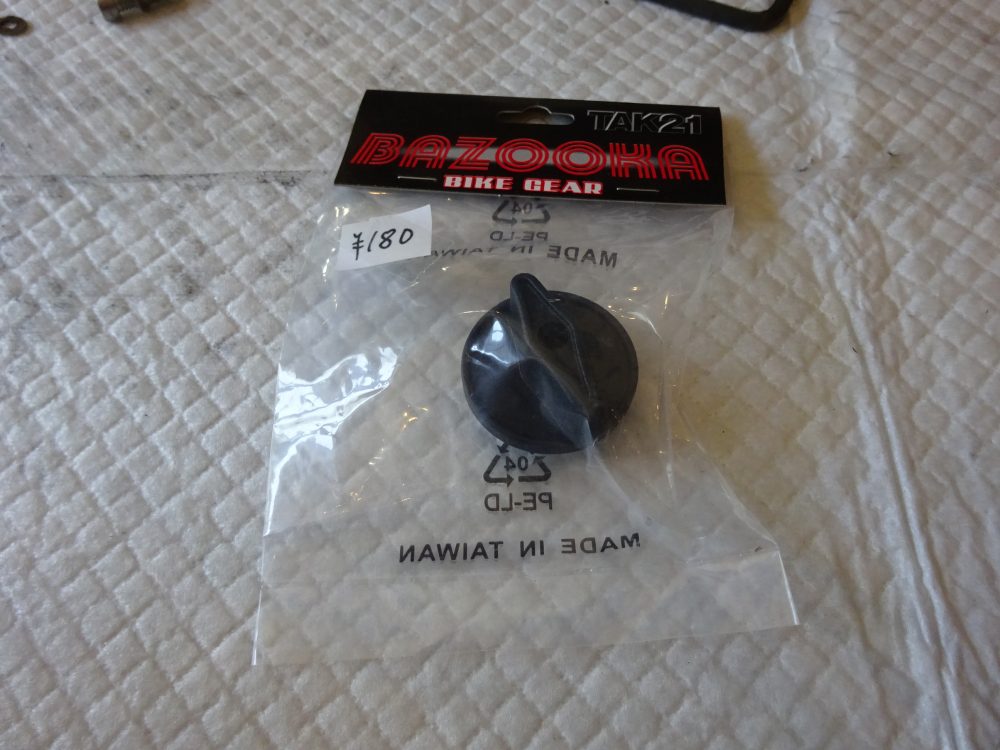 TAK21
BAZOOKA
BIKE GEAR
¥180
04
PE-LD
MADE IN TAIWAN
04
PE-LD
MADE IN TAIWAN